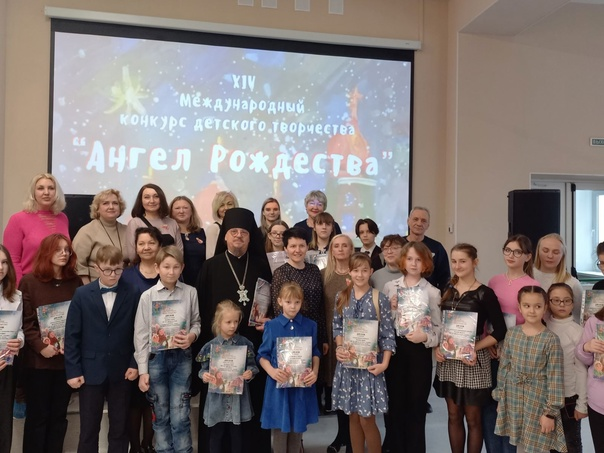 XIV
Международный
конкурс детского творчества
“Ангел Рождества”